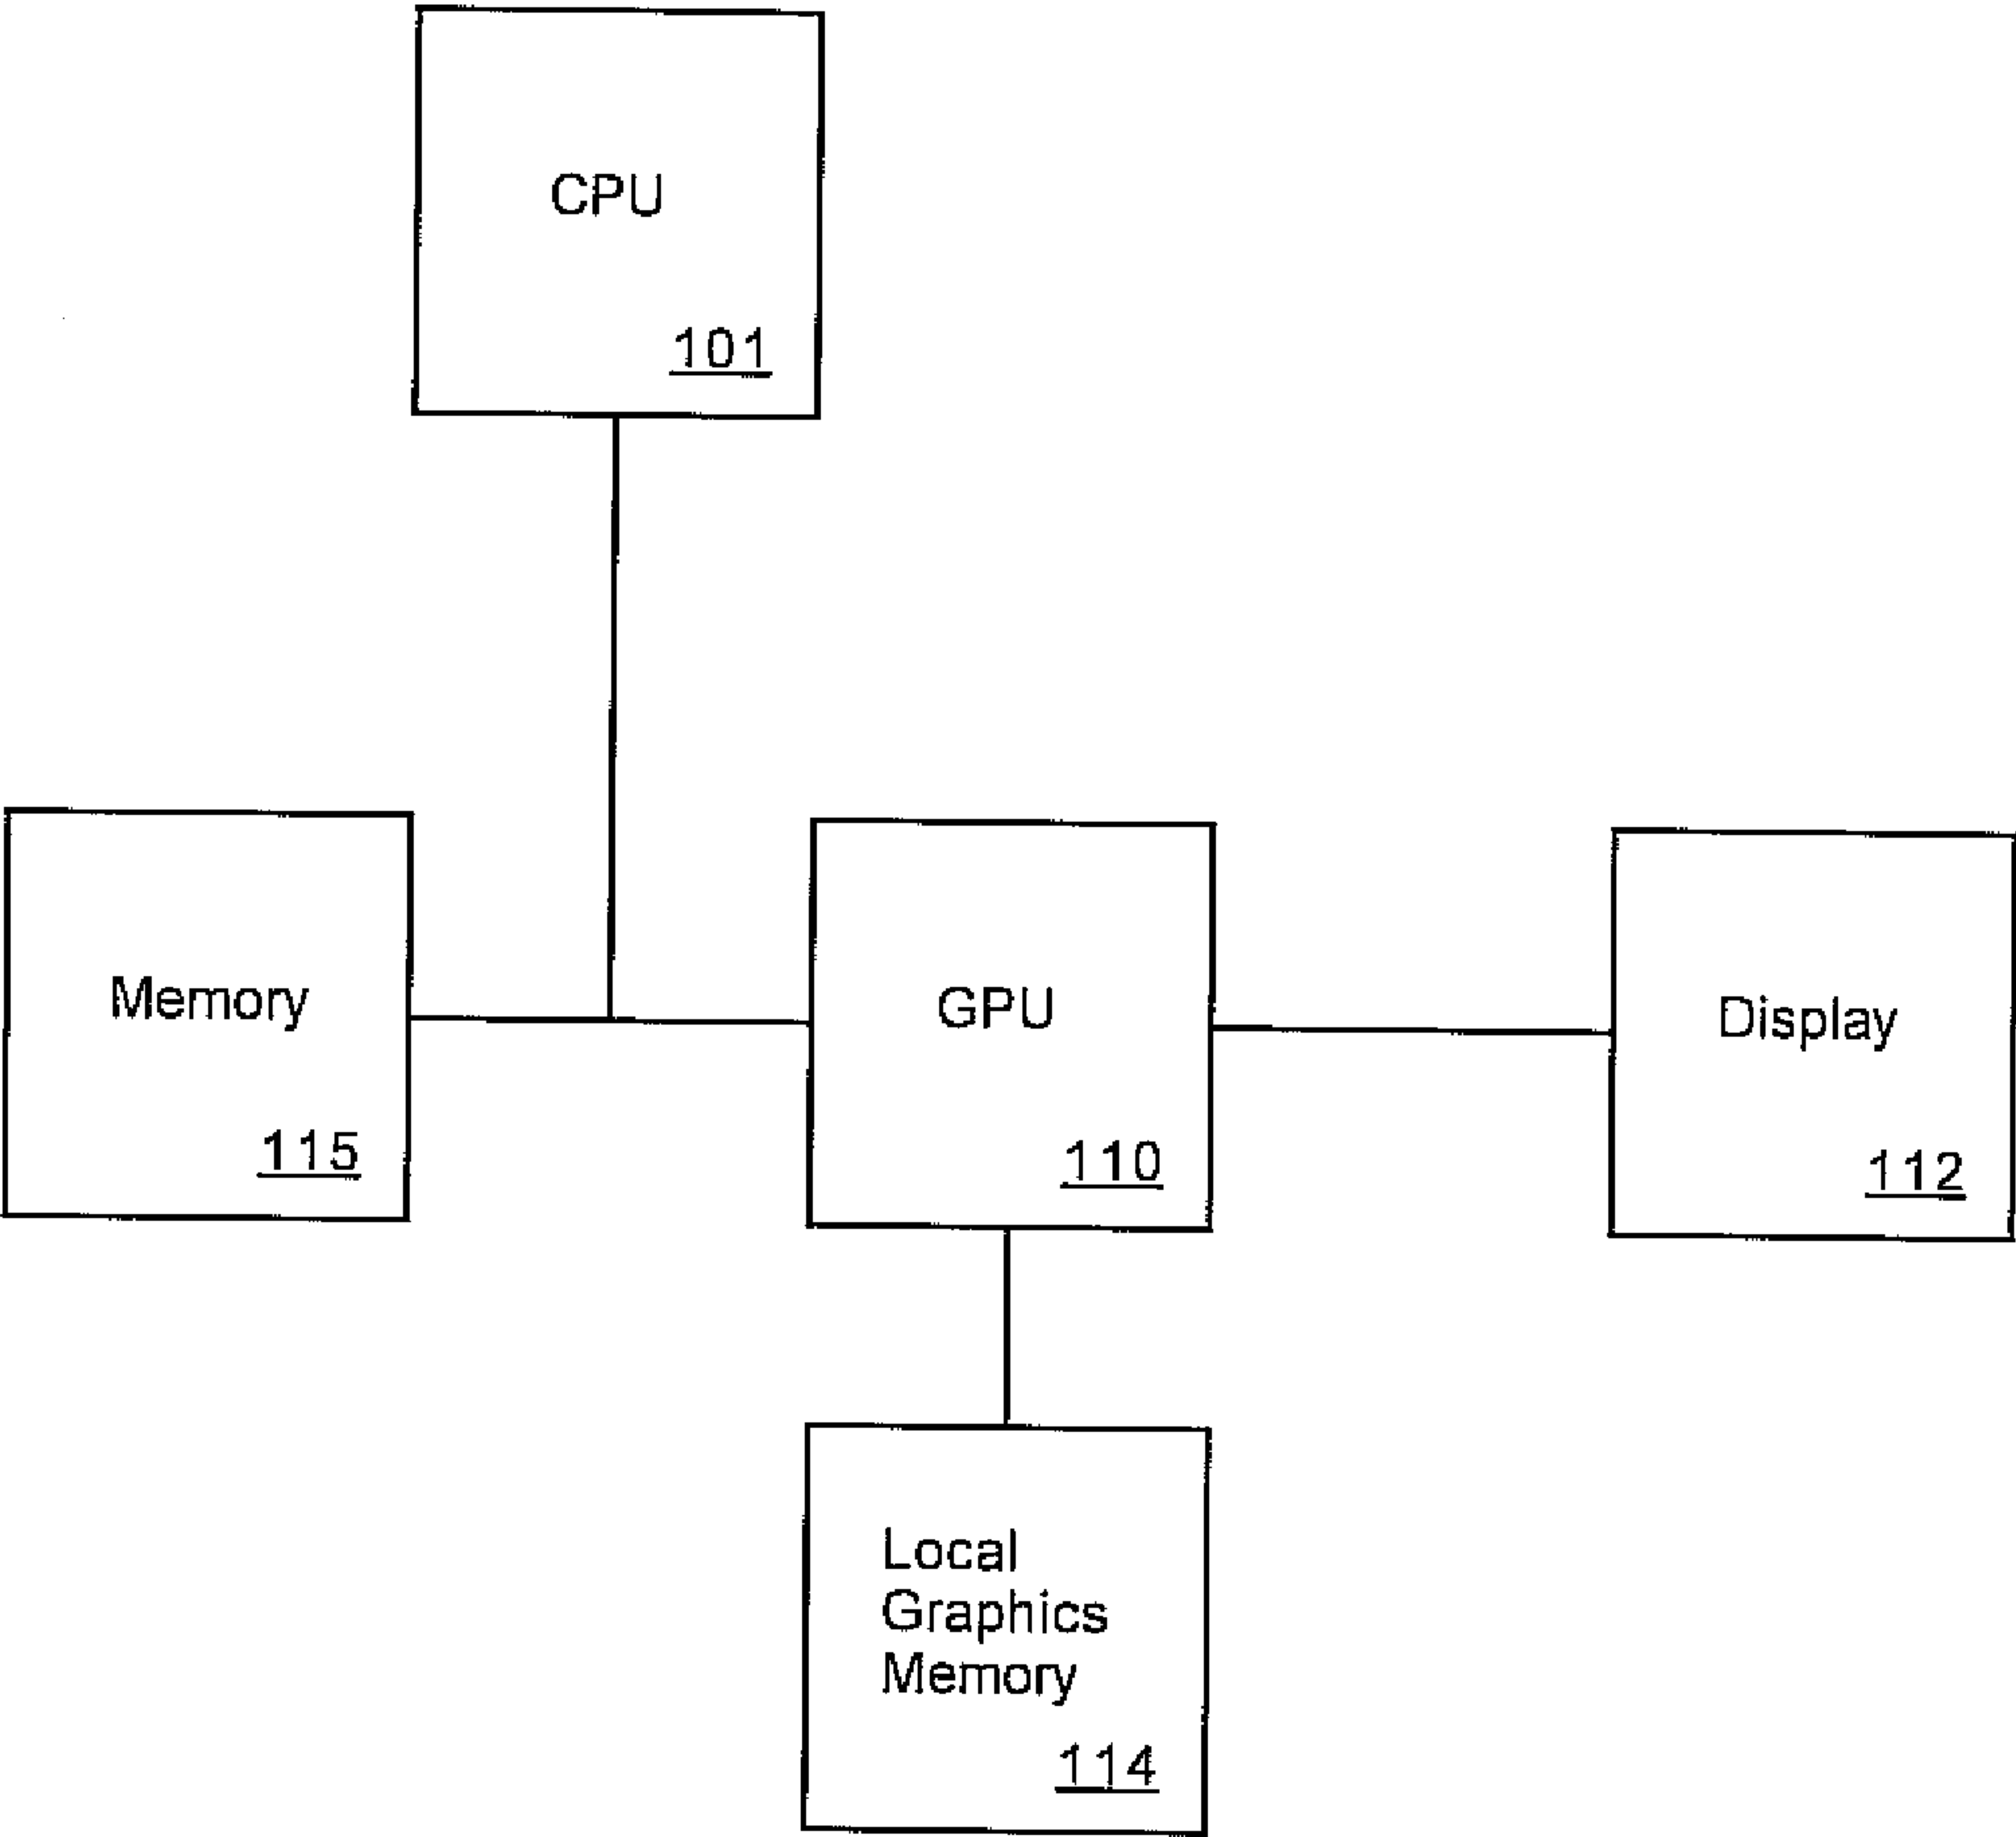 CPU
101
Memory
115
GPU
110
Display
112
Local
Graphics
Memory
114